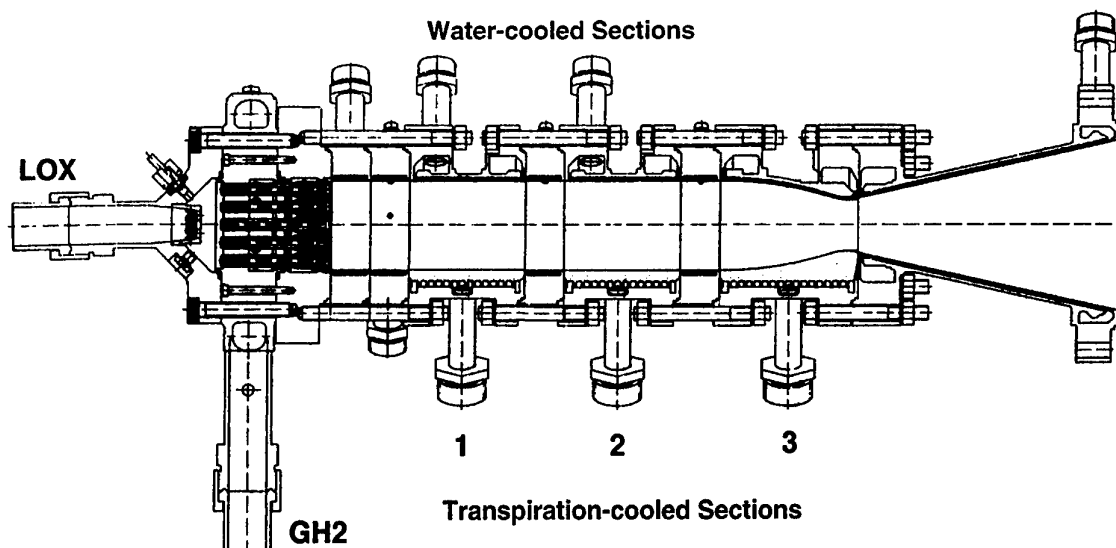 Water-cooled Sections
LOX
1 2 3
Transpiration-cooled Sections
GH2